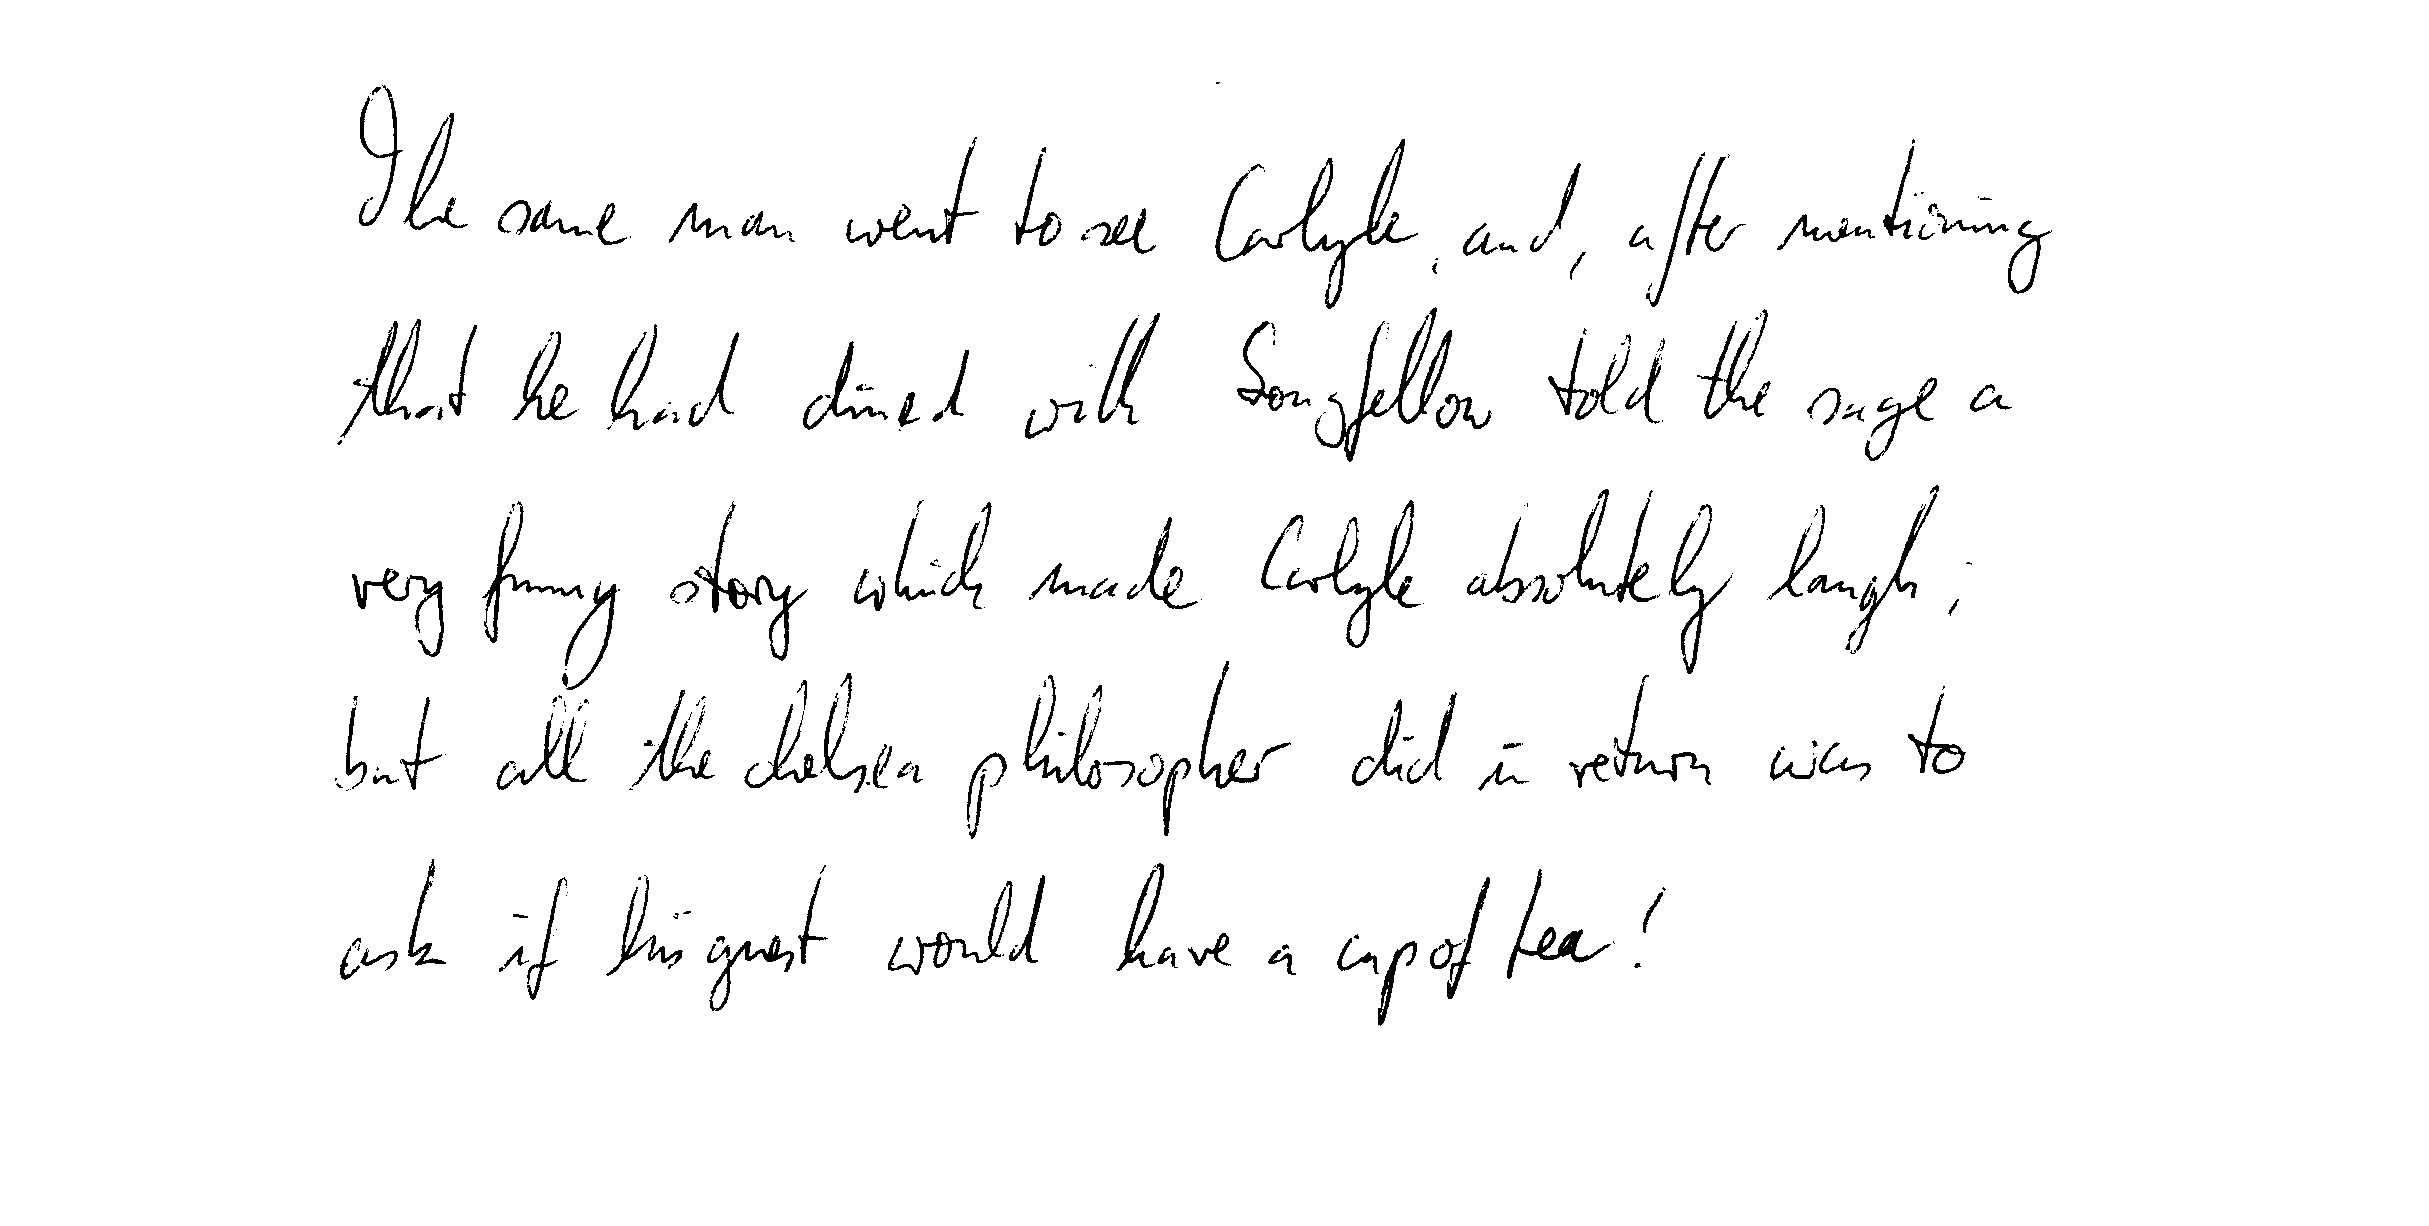 The same man went to see Carlyle, and, after mentioning
that he had dined with Longfellow told the sage a
very funny story which made Carlyle absolutely laugh;
but all the chelsea philosopher did in return was to
ask if his guest would have a cup of tea!